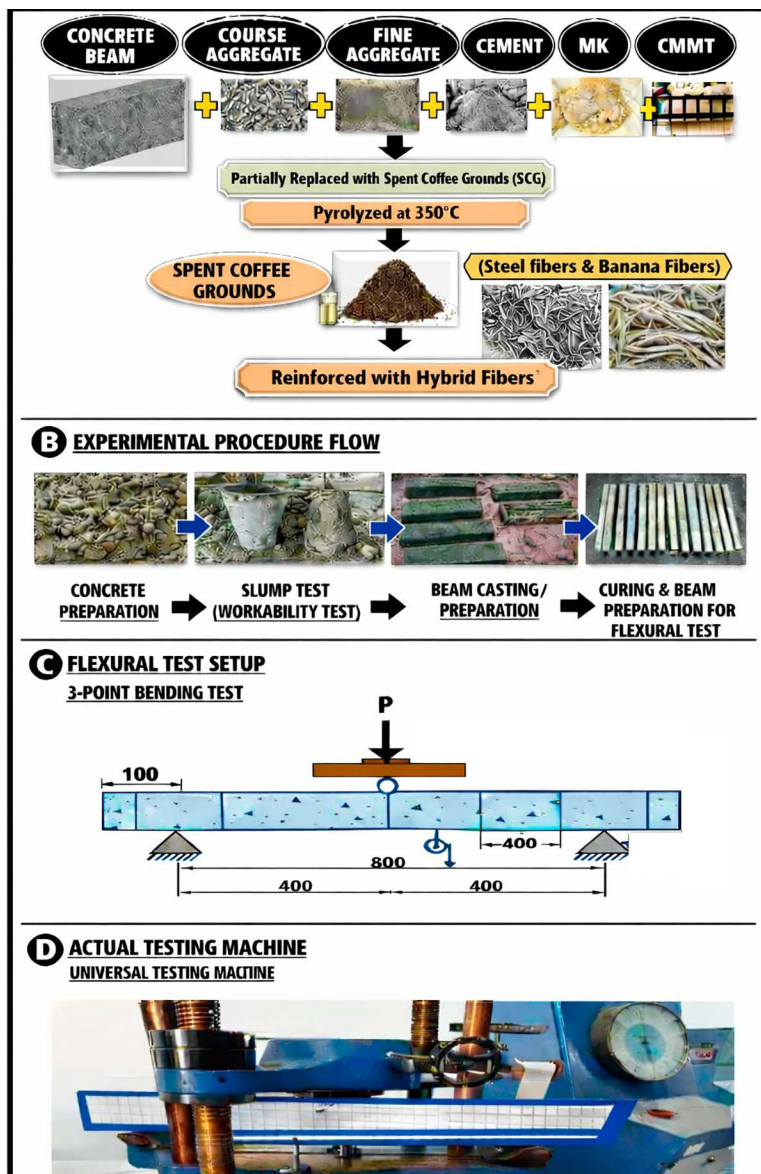 CONCRETE
BEAM
COURSE
AGGREGATE
FINE
AGGREGATE
CEMENT
MK
CMMT
Partially Replaced with Spent Coffee Grounds (SCG)
Pyrolyzed at 350°C
SPENT COFFEE
GROUNDS
(Steel fibers & Banana Fibers)
Reinforced with Hybrid Fibers
B EXPERIMENTAL PROCEDURE FLOW
CONCRETE
PREPARATION
SLUMP TEST
(WORKABILITY TEST)
BEAM CASTING/
PREPARATION
CURING & BEAM
PREPARATION FOR
FLEXURAL TEST
C FLEXURAL TEST SETUP
3-POINT BENDING TEST
P
100
400
800
400
400
D ACTUAL TESTING MACHINE
UNIVERSAL TESTING MACTINE